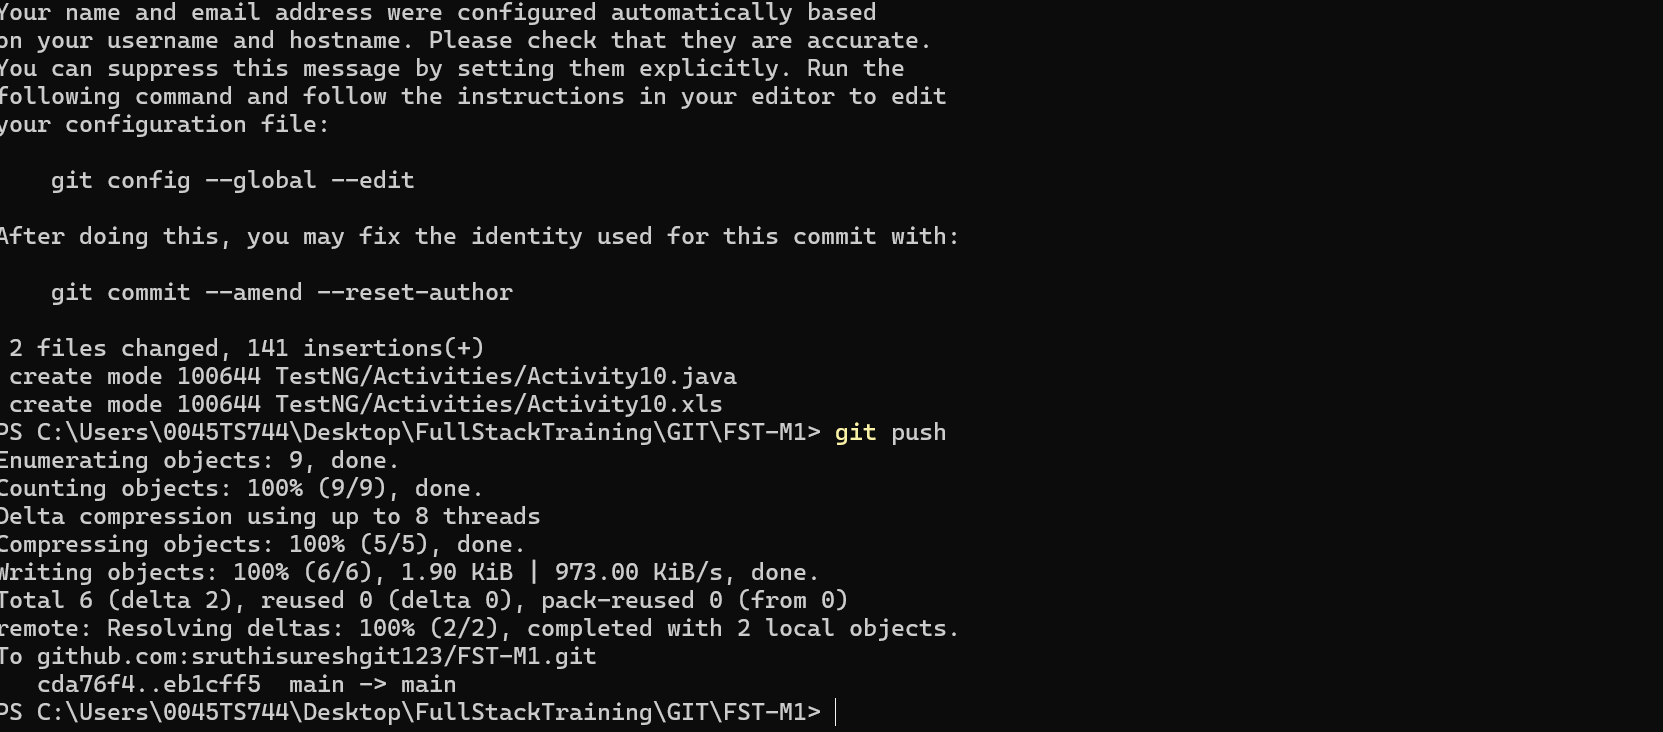 Your name and email address were configured automatically based
on your username and hostname. Please check that they are accurate.
You can suppress this message by setting them explicitly. Run the
following command and follow the instructions in your editor to edit
your configuration file:
git config --global --edit
After doing this, you may fix the identity used for this commit with:
git commit --amend --reset-author
2 files changed, 141 insertions(+)
create mode 100644 TestNG/Activities/Activity10.java
create mode 100644 TestNG/Activities/Activity10.xls
PS C:\Users\0045TS744\Desktop\FullStackTraining\GIT\FST-M1> git push
Enumerating objects: 9, done.
Counting objects: 100% (9/9), done.
Delta compression using up to 8 threads
Compressing objects: 100% (5/5), done.
Writing objects: 100% (6/6), 1.90 KiB | 973.00 KiB/s, done.
Total 6 (delta 2), reused 0 (delta 0), pack-reused 0 (from 0)
remote: Resolving deltas: 100% (2/2), completed with 2 local objects.
To github.com:sruthisureshgit123/FST-M1.git
cda76f4..eb1cff5  main -> main
PS C:\Users\0045TS744\Desktop\FullStackTraining\GIT\FST-M1>